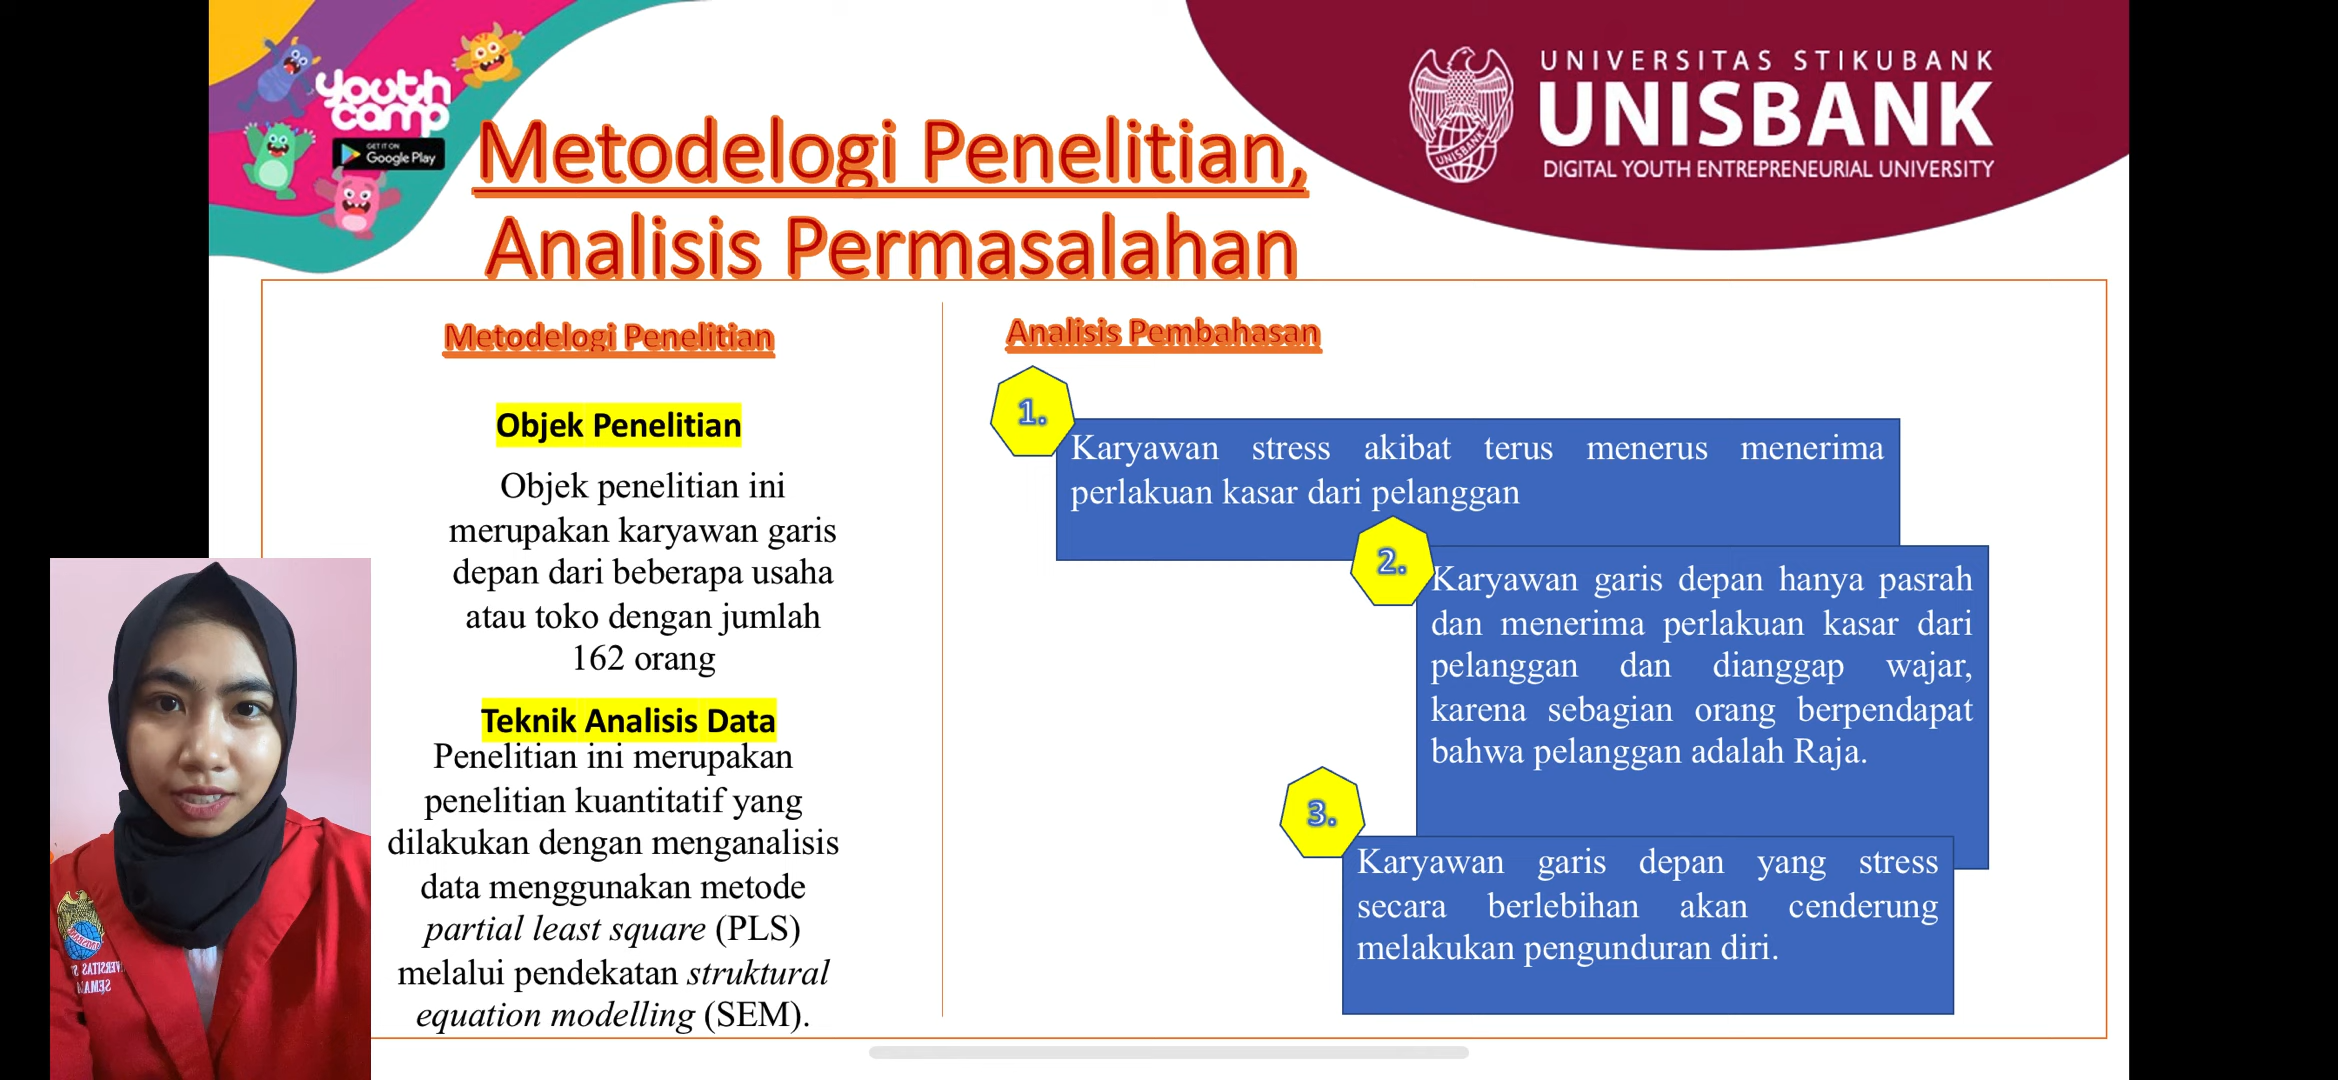 youth
camp
GET IT ON
Google Play
UNIVERSITAS STIKUBANK
UNISBANK
DIGITAL YOUTH ENTREPRENEURIAL UNIVERSITY
UNISBANK
Metodelogi Penelitian,
Analisis Permasalahan
Metodelogi Penelitian
Objek Penelitian
Objek penelitian ini
merupakan karyawan garis
depan dari beberapa usaha
atau toko dengan jumlah
162 orang
Teknik Analisis Data
Penelitian ini merupakan
penelitian kuantitatif yang
dilakukan dengan menganalisis
data menggunakan metode
partial least square (PLS)
melalui pendekatan struktural
equation modelling (SEM).
Analisis Pembahasan
1.
Karyawan stress akibat terus menerus menerima
perlakuan kasar dari pelanggan
2.
Karyawan garis depan hanya pasrah
dan menerima perlakuan kasar dari
pelanggan dan dianggap wajar,
karena sebagian orang berpendapat
bahwa pelanggan adalah Raja.
3.
Karyawan garis depan yang stress
secara berlebihan akan cenderung
melakukan pengunduran diri.